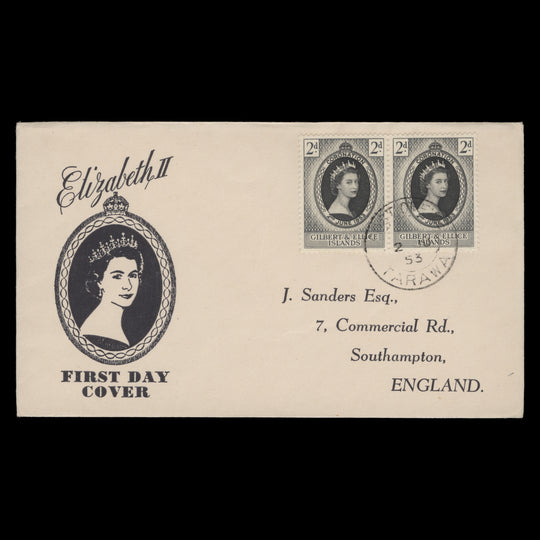 Elizabeth II
FIRST DAY
COVER
2d 2d
CORONATION CORONATION
2 JUNE 1953 JUNE 1953
GILBERT & ELLICE GILBERT & ELLICE
ISLANDS ISLANDS
2
53
TARAWA
J. Sanders Esq.,
7, Commercial Rd.,
Southampton,
ENGLAND.